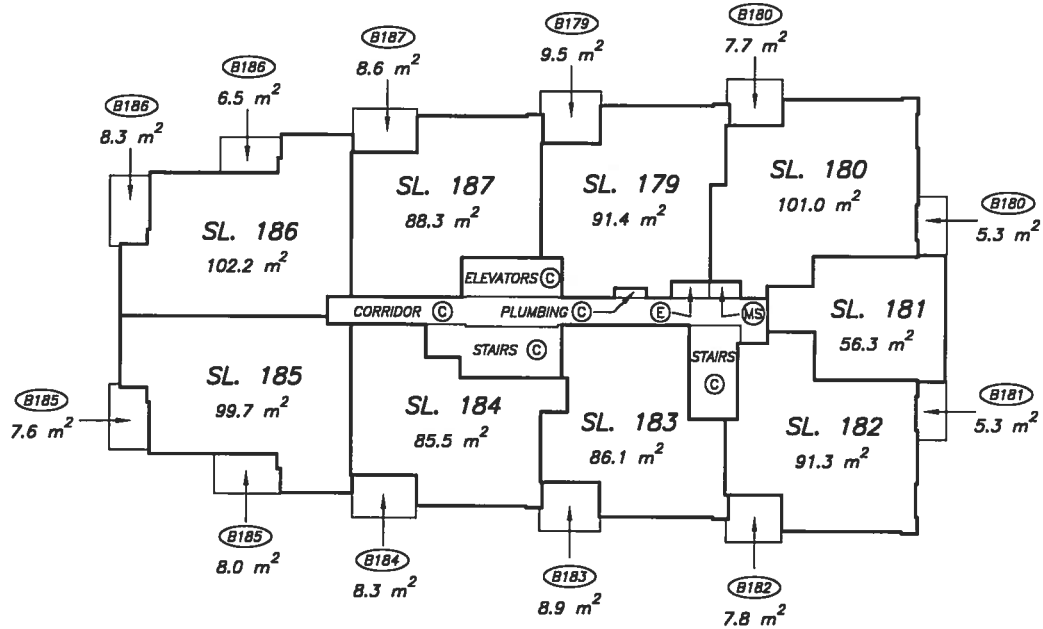 B180
7.7 m²
B179
9.5 m²
B187
8.6 m²
B186
6.5 m²
B186
8.3 m²
SL. 187
88.3 m²
SL. 179
91.4 m²
SL. 180
101.0 m²
B180
5.3 m²
SL. 186
102.2 m²
ELEVATORS C
CORRIDOR C
PLUMBING C
E
MS
SL. 181
56.3 m²
STAIRS C
STAIRS
C
SL. 185
99.7 m²
B185
7.6 m²
SL. 184
85.5 m²
SL. 183
86.1 m²
SL. 182
91.3 m²
B181
5.3 m²
B185
8.0 m²
B184
8.3 m²
B183
8.9 m²
B182
7.8 m²